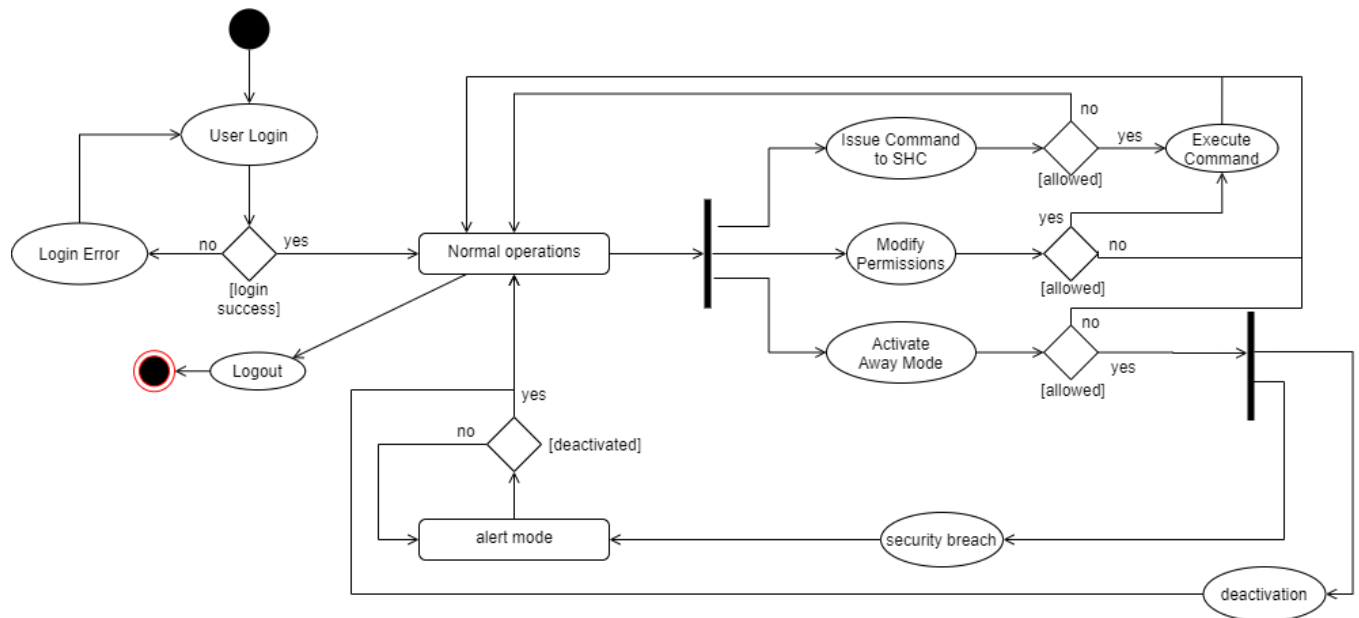 no
Issue Command
to SHC
yes
Execute
Command
User Login
[allowed]
yes
Login Error
no
yes
Normal operations
Modify
Permissions
no
[login
success]
[allowed]
no
Logout
Activate
Away Mode
yes
[allowed]
yes
no
[deactivated]
alert mode
security breach
deactivation